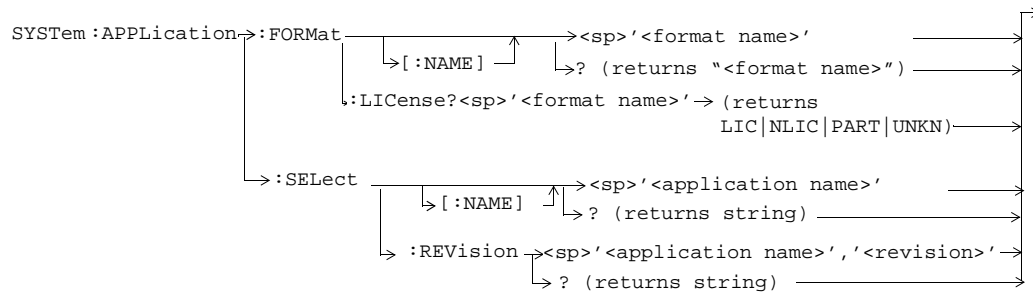 SYSTem:APPLication :FORMat <sp>'<format name>'
[:NAME] ? (returns "<format name>")
:LICense?<sp>'<format name>' (returns
LIC|NLIC|PART|UNKN)
:SELect <sp>'<application name>'
[:NAME] ? (returns string)
:REVision <sp>'<application name>','<revision>'
? (returns string)